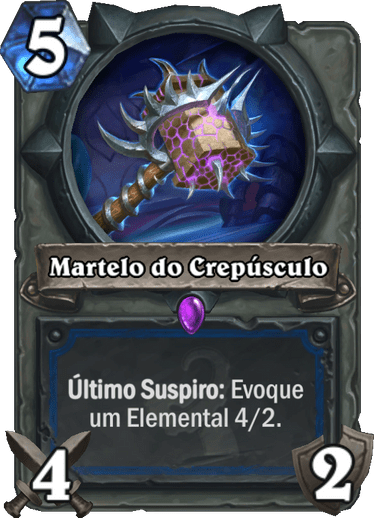 5
Martelo do Crepúsculo
Último Suspiro: Evoque
um Elemental 4/2.
4
2